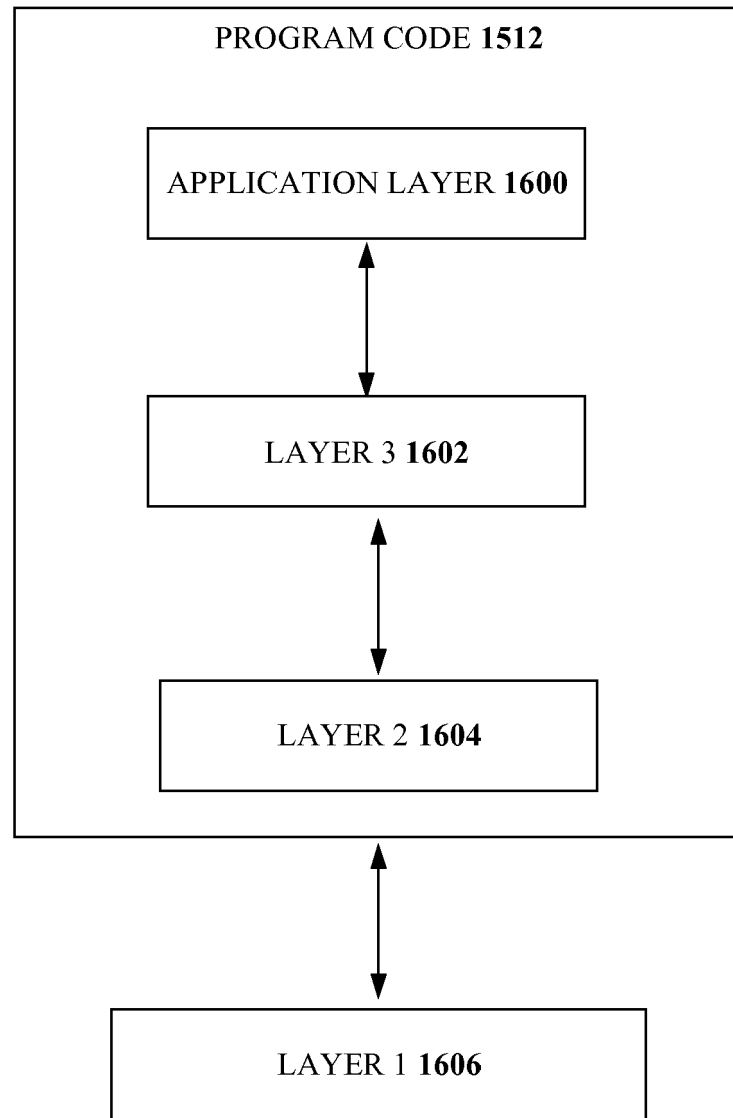 PROGRAM CODE 1512
APPLICATION LAYER 1600
LAYER 3 1602
LAYER 2 1604
LAYER 1 1606